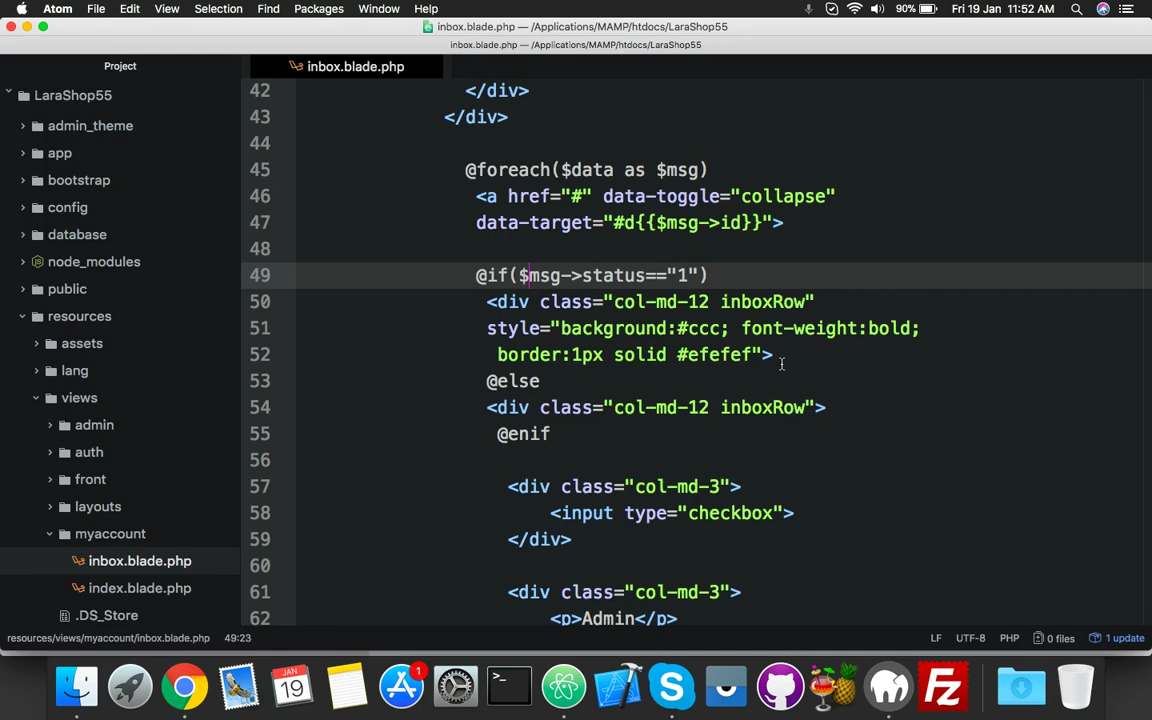 Atom File Edit View Selection Find Packages Window Help 90% Fri 19 Jan 11:52 AM
inbox.blade.php — /Applications/MAMP/htdocs/LaraShop55
inbox.blade.php — /Applications/MAMP/htdocs/LaraShop55
Project
LaraShop55
admin_theme
app
bootstrap
config
database
node_modules
public
resources
assets
lang
views
admin
auth
front
layouts
myaccount
inbox.blade.php
index.blade.php
.DS_Store
inbox.blade.php
42 </div>
43 </div>
44
45 @foreach($data as $msg)
46 <a href="#" data-toggle="collapse"
47 data-target="#d{{$msg->id}}">
48
49 @if($msg->status=="1")
50 <div class="col-md-12 inboxRow"
51 style="background:#ccc; font-weight:bold;
52 border:1px solid #efefef">
53 @else
54 <div class="col-md-12 inboxRow">
55 @enif
56
57 <div class="col-md-3">
58 <input type="checkbox">
59 </div>
60
61 <div class="col-md-3">
62 <p>Admin</p>
resources/views/myaccount/inbox.blade.php 49:23 LF UTF-8 PHP 0 files 1 update
JAN
19
1
>_
Fz